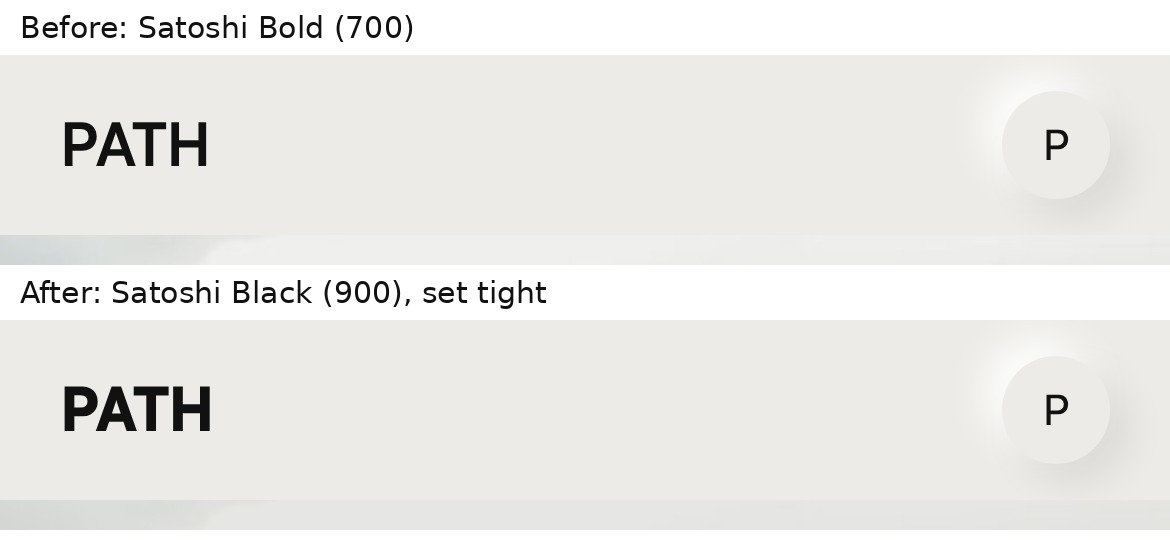 Before: Satoshi Bold (700)
PATH
P
After: Satoshi Black (900), set tight
PATH
P